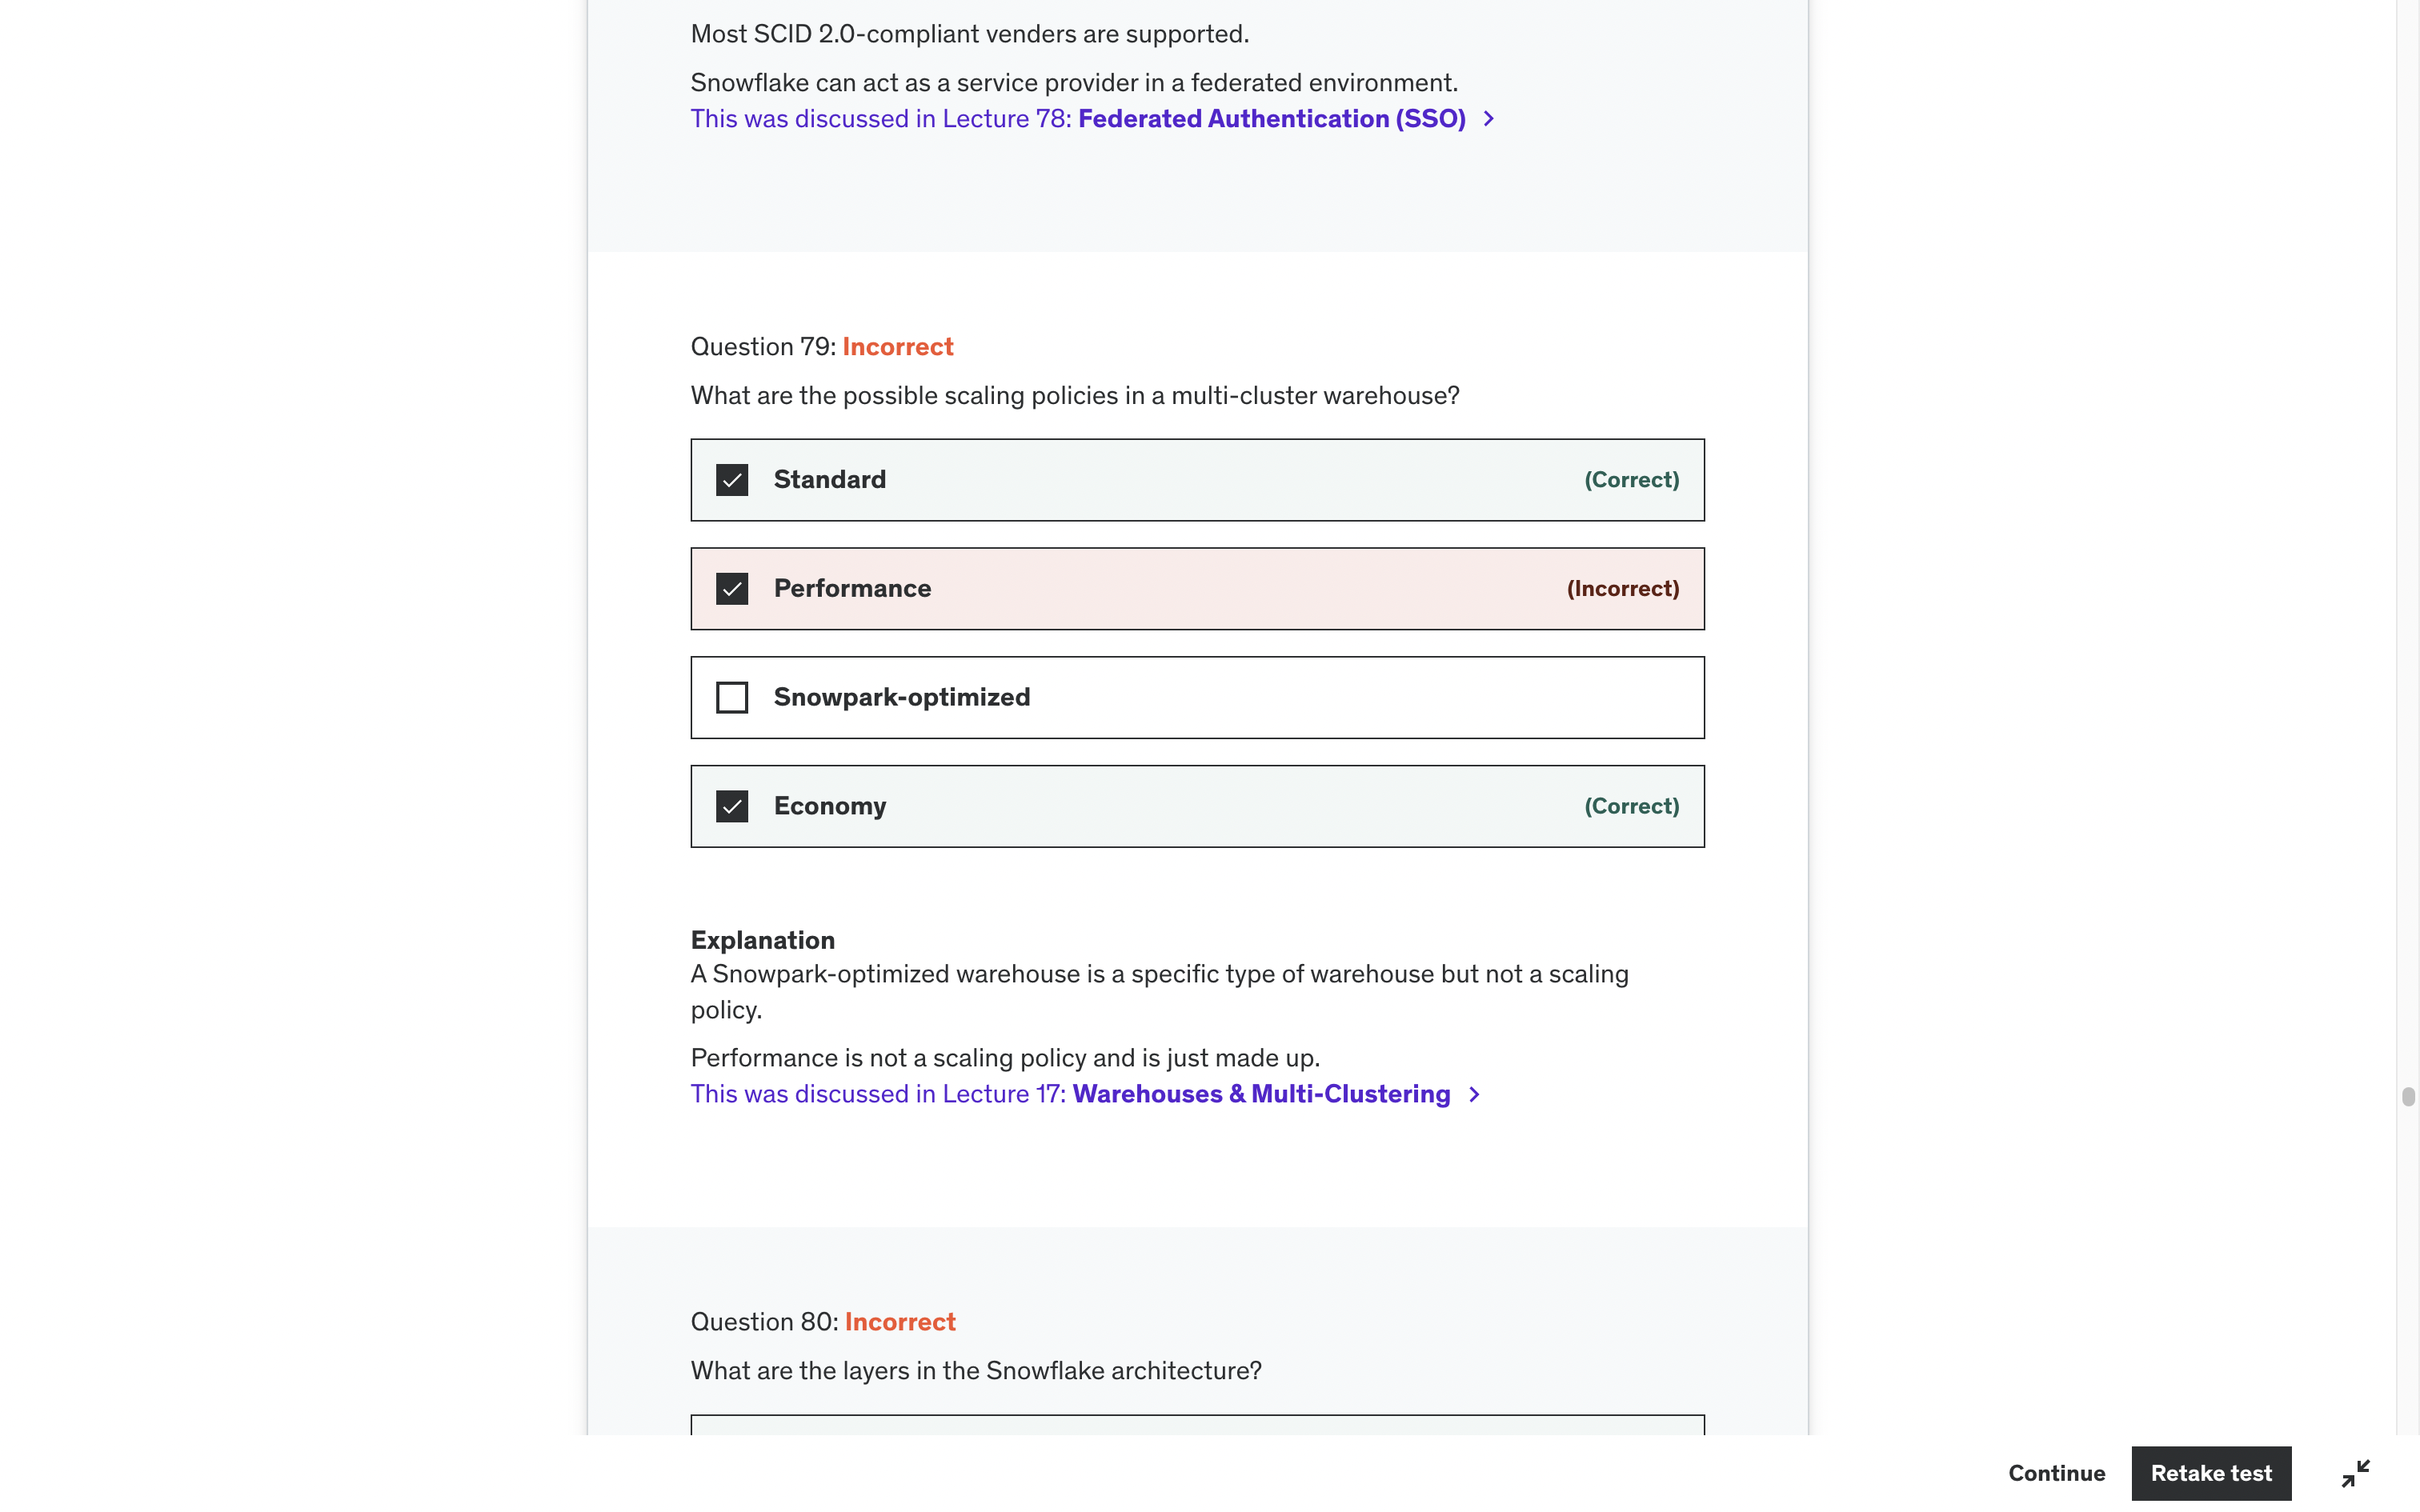 Most SCID 2.0-compliant venders are supported.
Snowflake can act as a service provider in a federated environment.
This was discussed in Lecture 78: Federated Authentication (SSO) >
Question 79: Incorrect
What are the possible scaling policies in a multi-cluster warehouse?
Standard (Correct)
Performance (Incorrect)
Snowpark-optimized
Economy (Correct)
Explanation
A Snowpark-optimized warehouse is a specific type of warehouse but not a scaling
policy.
Performance is not a scaling policy and is just made up.
This was discussed in Lecture 17: Warehouses & Multi-Clustering >
Question 80: Incorrect
What are the layers in the Snowflake architecture?
Continue Retake test